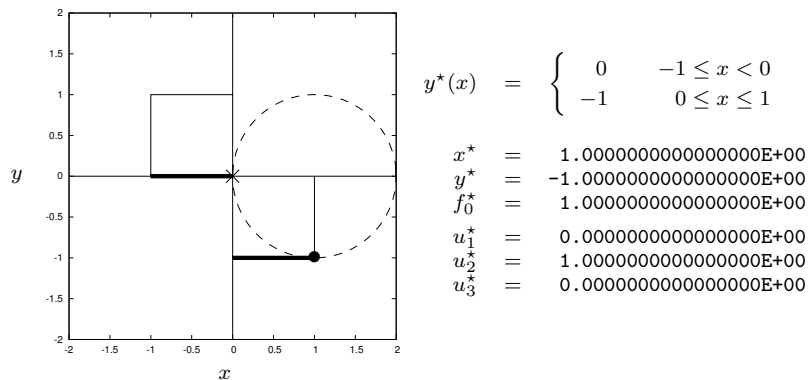 2
1.5
1
0.5
y 0
-0.5
-1
-1.5
-2
-2 -1.5 -1 -0.5 0 0.5 1 1.5 2
x
y⋆(x) = { 0 −1 ≤ x < 0
−1 0 ≤ x ≤ 1
x⋆ = 1.0000000000000000E+00
y⋆ = -1.0000000000000000E+00
f₀⋆ = 1.0000000000000000E+00
u₁⋆ = 0.0000000000000000E+00
u₂⋆ = 1.0000000000000000E+00
u₃⋆ = 0.0000000000000000E+00